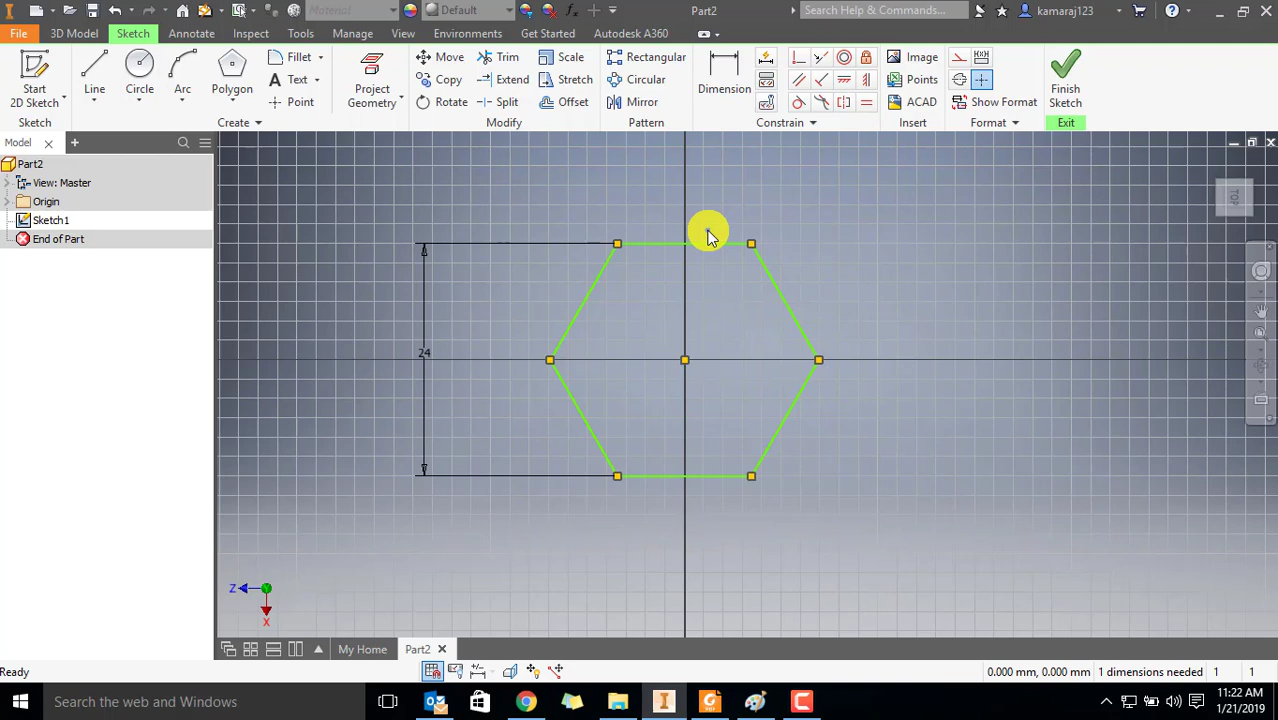 Material
Default
Part2
Search Help & Commands...
kamaraj123
File
3D Model
Sketch
Annotate
Inspect
Tools
Manage
View
Environments
Get Started
Autodesk A360
Start
2D Sketch
Line
Circle
Arc
Polygon
Fillet
Text
Point
Project
Geometry
Move
Copy
Rotate
Trim
Extend
Split
Scale
Stretch
Offset
Rectangular
Circular
Mirror
Dimension
Image
Points
ACAD
Show Format
Finish
Sketch
Sketch
Create
Modify
Pattern
Constrain
Insert
Format
Exit
Model
Part2
View: Master
Origin
Sketch1
End of Part
TOP
24
Z
X
My Home
Part2
Ready
0.000 mm, 0.000 mm
1 dimensions needed
1
1
Search the web and Windows
11:22 AM
1/21/2019